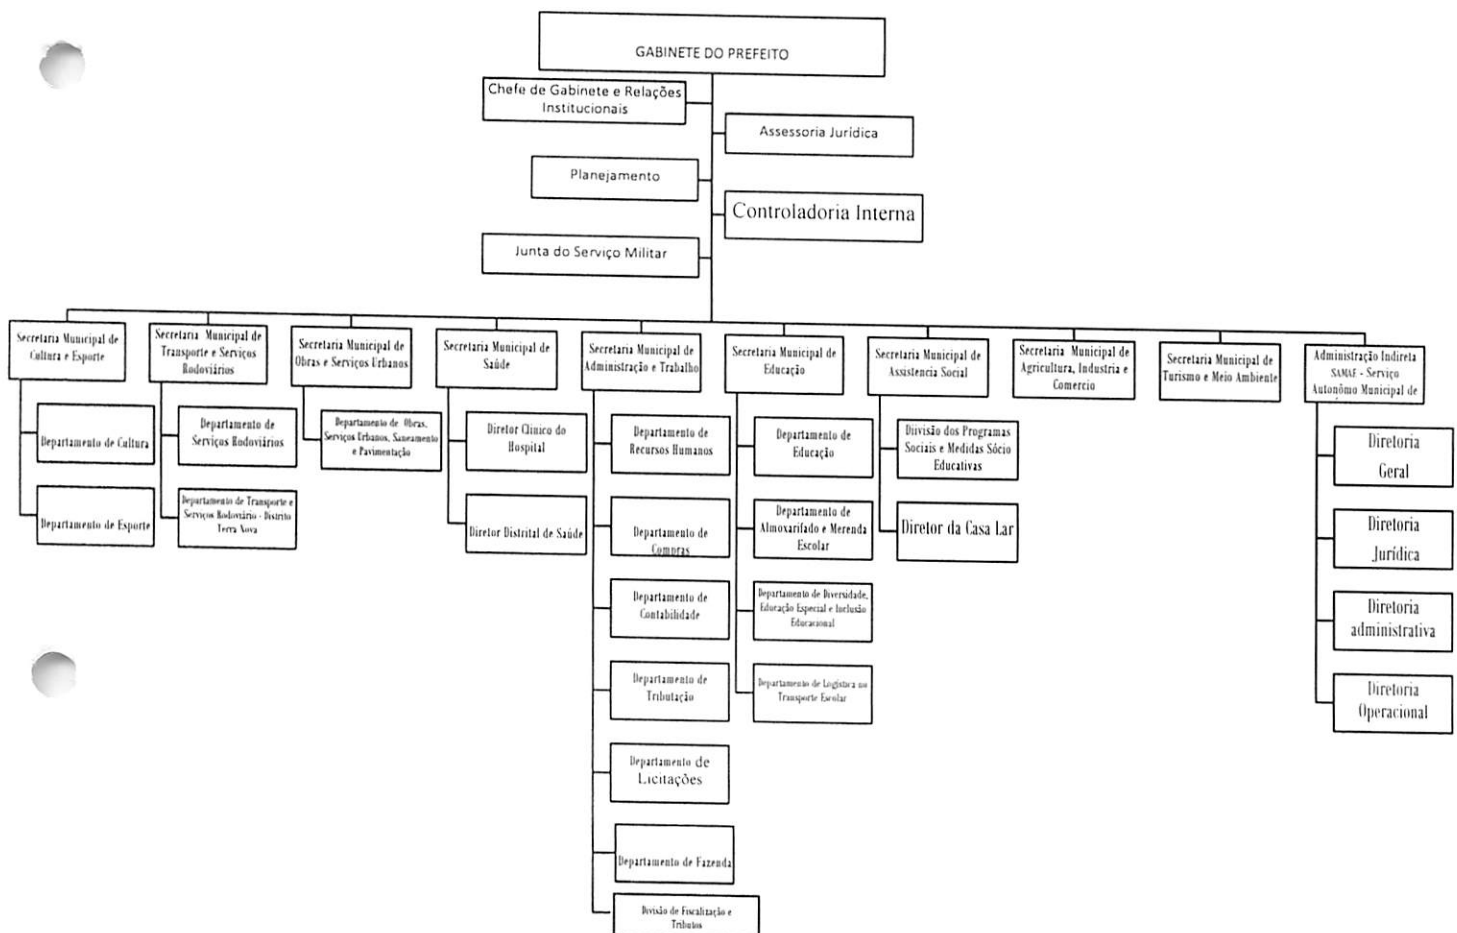 GABINETE DO PREFEITO
Chefe de Gabinete e Relações
Institucionais
Assessoria Jurídica
Planejamento
Controladoria Interna
Junta do Serviço Militar
Secretaria Municipal de
Cultura e Esporte
Secretaria Municipal de
Transporte e Serviços
Rodoviários
Secretaria Municipal de
Obras e Serviços Urbanos
Secretaria Municipal de
Saúde
Secretaria Municipal de
Administração e Trabalho
Secretaria Municipal de
Educação
Secretaria Municipal de
Assistencia Social
Secretaria Municipal de
Agricultura, Industria e
Comercio
Secretaria Municipal de
Turismo e Meio Ambiente
Administração Indireta
SAMAE - Serviço
Autonômo Municipal de
Departamento de Cultura
Departamento de Esporte
Departamento de
Serviços Rodoviários
Departamento de Transporte e
Serviços Rodoviário - Distrito
Terra Nova
Departamento de Obras,
Serviços Urbanos, Saneamento
e Pavimentação
Diretor Clínico do
Hospital
Diretor Distrital de Saúde
Departamento de
Recursos Humanos
Departamento de
Compras
Departamento de
Contabilidade
Departamento de
Tributação
Departamento de
Licitações
Departamento de Fazenda
Divisão de Fiscalização e
Tributos
Departamento de
Educação
Departamento de
Almoxarifado e Merenda
Escolar
Departamento de Diversidade,
Educação Especial e Inclusão
Educacional
Departamento de Logística no
Transporte Escolar
Diivisão dos Programas
Sociais e Medidas Sócio
Educativas
Diretor da Casa Lar
Diretoria
Geral
Diretoria
Jurídica
Diretoria
administrativa
Diretoria
Operacional